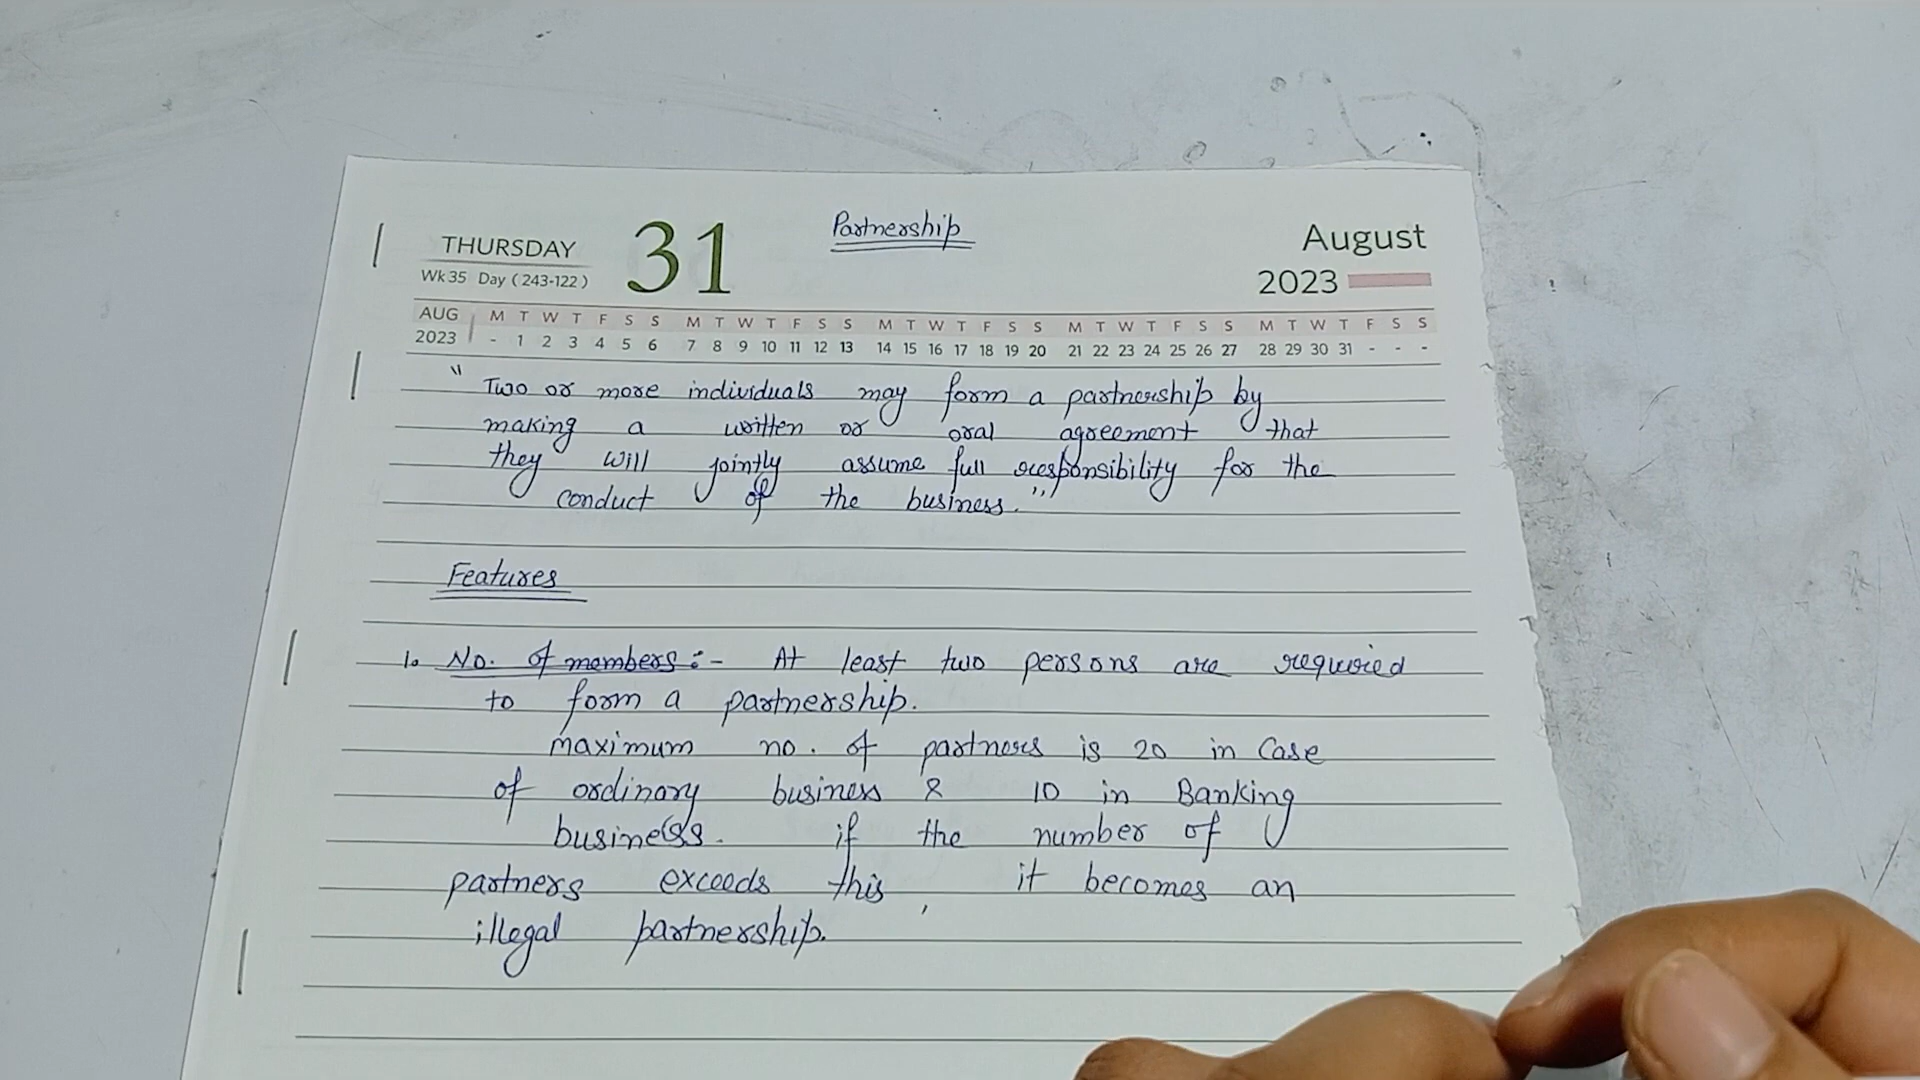 Partnership
THURSDAY 31 August
Wk 35 Day (243-122) 2023
AUG M T W T F S S M T W T F S S M T W T F S S M T W T F S S M T W T F S S
2023 - 1 2 3 4 5 6 7 8 9 10 11 12 13 14 15 16 17 18 19 20 21 22 23 24 25 26 27 28 29 30 31 - - -
" Two or more individuals may form a partnership by
making a written or oral agreement that
they will jointly assume full responsibility for the
conduct of the business."
Features
1. No. of members :- At least two persons are required
to form a partnership.
maximum no. of partners is 20 in Case
of ordinary business & 10 in Banking
business. if the number of
partners exceeds this, it becomes an
illegal partnership.